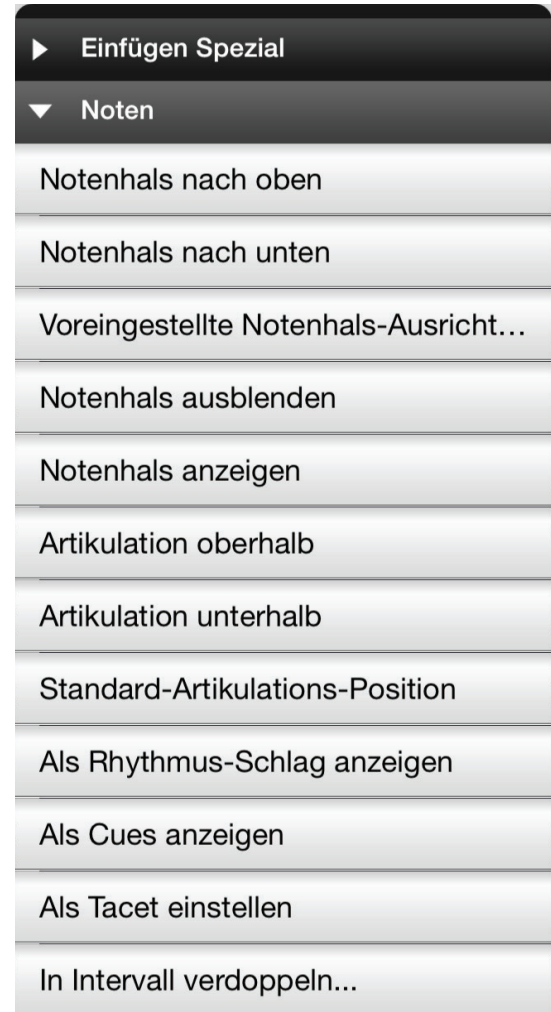 Einfügen Spezial
Noten
Notenhals nach oben
Notenhals nach unten
Voreingestellte Notenhals-Ausricht...
Notenhals ausblenden
Notenhals anzeigen
Artikulation oberhalb
Artikulation unterhalb
Standard-Artikulations-Position
Als Rhythmus-Schlag anzeigen
Als Cues anzeigen
Als Tacet einstellen
In Intervall verdoppeln...